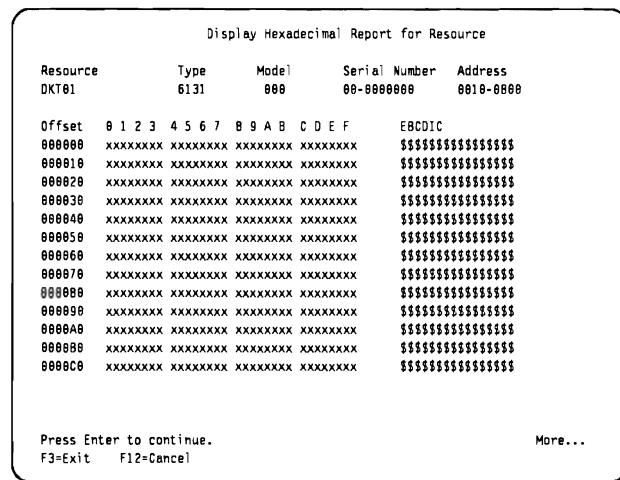 Display Hexadecimal Report for Resource
Resource Type Model Serial Number Address
DKT01 6131 000 00-0000000 0010-0800
Offset 0 1 2 3 4 5 6 7 8 9 A B C D E F EBCDIC
000000 xxxxxxxx xxxxxxxx xxxxxxxx xxxxxxxx $$$$$$$$$$$$$$$$
000010 xxxxxxxx xxxxxxxx xxxxxxxx xxxxxxxx $$$$$$$$$$$$$$$$
000020 xxxxxxxx xxxxxxxx xxxxxxxx xxxxxxxx $$$$$$$$$$$$$$$$
000030 xxxxxxxx xxxxxxxx xxxxxxxx xxxxxxxx $$$$$$$$$$$$$$$$
000040 xxxxxxxx xxxxxxxx xxxxxxxx xxxxxxxx $$$$$$$$$$$$$$$$
000050 xxxxxxxx xxxxxxxx xxxxxxxx xxxxxxxx $$$$$$$$$$$$$$$$
000060 xxxxxxxx xxxxxxxx xxxxxxxx xxxxxxxx $$$$$$$$$$$$$$$$
000070 xxxxxxxx xxxxxxxx xxxxxxxx xxxxxxxx $$$$$$$$$$$$$$$$
000080 xxxxxxxx xxxxxxxx xxxxxxxx xxxxxxxx $$$$$$$$$$$$$$$$
000090 xxxxxxxx xxxxxxxx xxxxxxxx xxxxxxxx $$$$$$$$$$$$$$$$
0000A0 xxxxxxxx xxxxxxxx xxxxxxxx xxxxxxxx $$$$$$$$$$$$$$$$
0000B0 xxxxxxxx xxxxxxxx xxxxxxxx xxxxxxxx $$$$$$$$$$$$$$$$
0000C0 xxxxxxxx xxxxxxxx xxxxxxxx xxxxxxxx $$$$$$$$$$$$$$$$
Press Enter to continue. More...
F3=Exit F12=Cancel